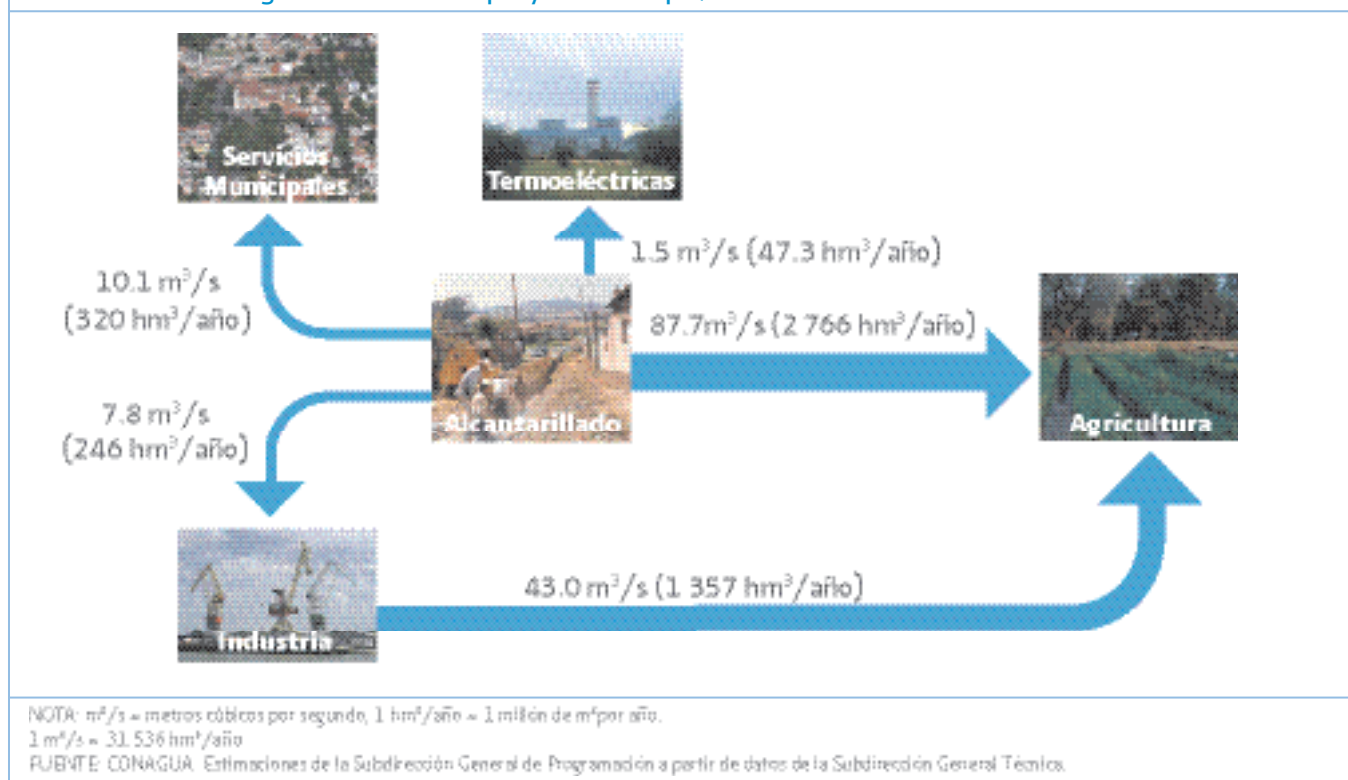 Servicios
Municipales
Termoeléctricas
1.5 m³/s (47.3 hm³/año)
10.1 m³/s
(320 hm³/año)
87.7m³/s (2 766 hm³/año)
Alcantarillado
Agricultura
7.8 m³/s
(246 hm³/año)
43.0 m³/s (1 357 hm³/año)
Industria
NOTA: m³/s = metros cúbicos por segundo, 1 hm³/año = 1 millón de m³por año.
1 m³/s = 31.536 hm³/año
FUENTE: CONAGUA. Estimaciones de la Subdirección General de Programación a partir de datos de la Subdirección General Técnica.